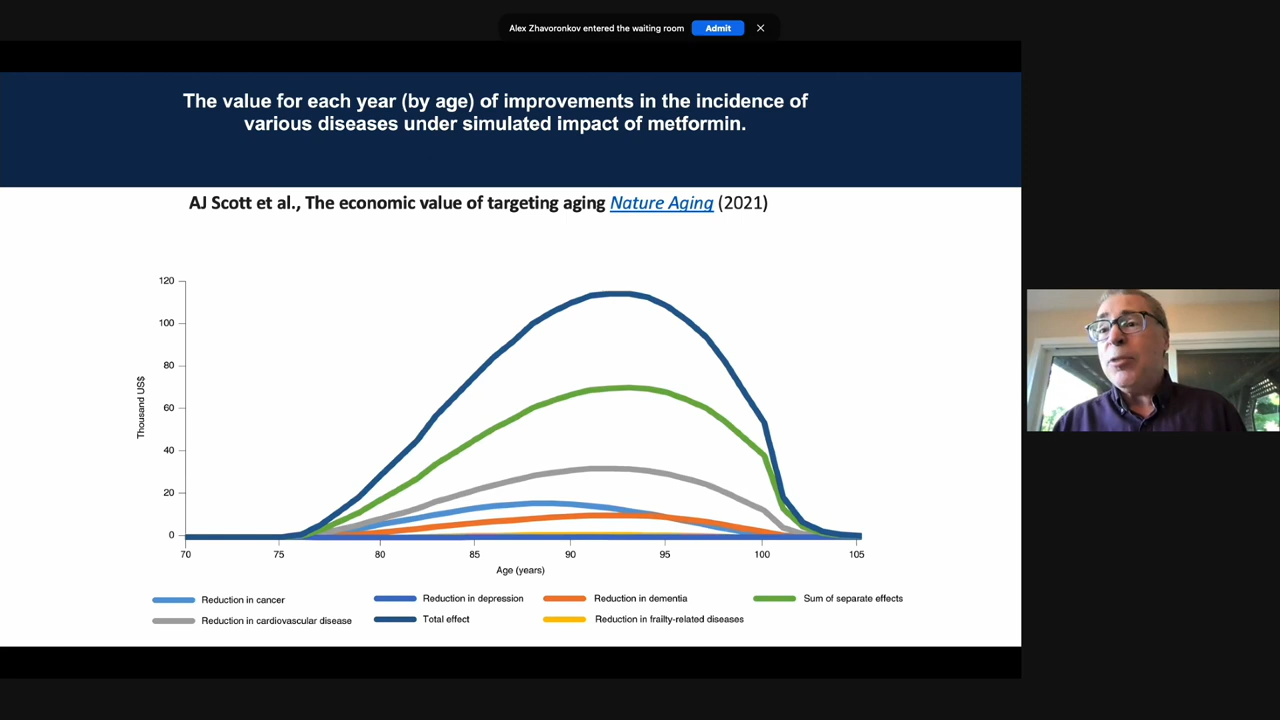 Alex Zhavoronkov entered the waiting room Admit
The value for each year (by age) of improvements in the incidence of
various diseases under simulated impact of metformin.
AJ Scott et al., The economic value of targeting aging Nature Aging (2021)
Thousand US$
120
100
80
60
40
20
0
70 75 80 85 90 95 100 105
Age (years)
Reduction in cancer
Reduction in depression
Reduction in dementia
Sum of separate effects
Reduction in cardiovascular disease
Total effect
Reduction in frailty-related diseases